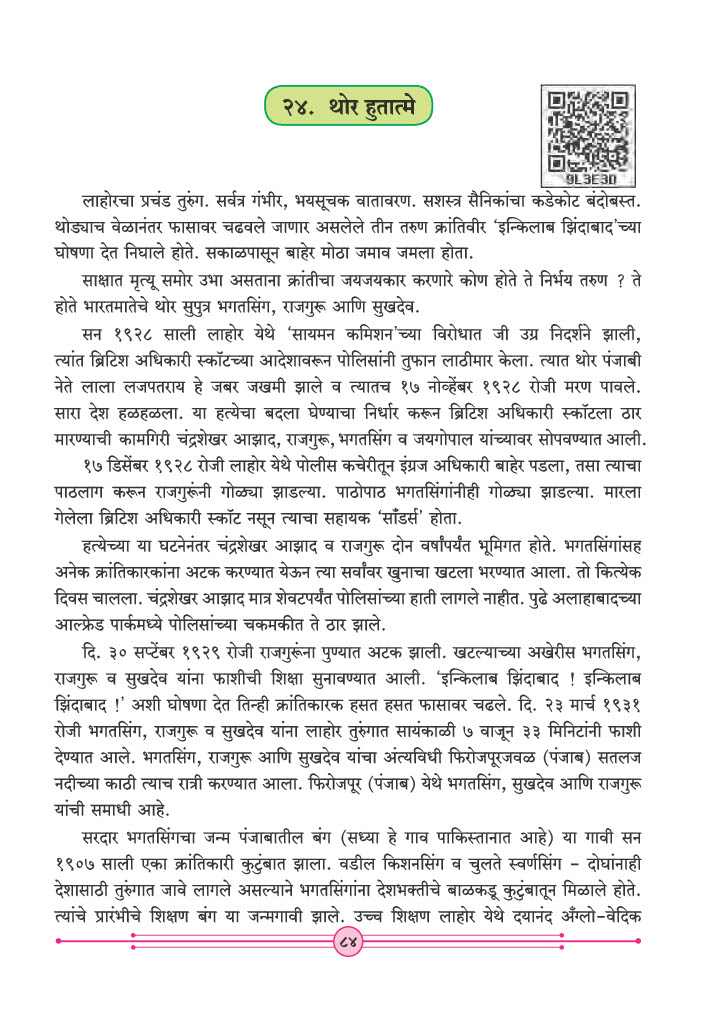 २४. थोर हुतात्मे
9L3E3D
लाहोरचा प्रचंड तुरुंग. सर्वत्र गंभीर, भयसूचक वातावरण. सशस्त्र सैनिकांचा कडेकोट बंदोबस्त.
थोड्याच वेळानंतर फासावर चढवले जाणार असलेले तीन तरुण क्रांतिवीर ‘इन्किलाब झिंदाबाद’च्या
घोषणा देत निघाले होते. सकाळपासून बाहेर मोठा जमाव जमला होता.
साक्षात मृत्यू समोर उभा असताना क्रांतीचा जयजयकार करणारे कोण होते ते निर्भय तरुण ? ते
होते भारतमातेचे थोर सुपुत्र भगतसिंग, राजगुरू आणि सुखदेव.
सन १९२८ साली लाहोर येथे ‘सायमन कमिशन’च्या विरोधात जी उग्र निदर्शने झाली,
त्यांत ब्रिटिश अधिकारी स्कॉटच्या आदेशावरून पोलिसांनी तुफान लाठीमार केला. त्यात थोर पंजाबी
नेते लाला लजपतराय हे जबर जखमी झाले व त्यातच १७ नोव्हेंबर १९२८ रोजी मरण पावले.
सारा देश हळहळला. या हत्येचा बदला घेण्याचा निर्धार करून ब्रिटिश अधिकारी स्कॉटला ठार
मारण्याची कामगिरी चंद्रशेखर आझाद, राजगुरू, भगतसिंग व जयगोपाल यांच्यावर सोपवण्यात आली.
१७ डिसेंबर १९२८ रोजी लाहोर येथे पोलीस कचेरीतून इंग्रज अधिकारी बाहेर पडला, तसा त्याचा
पाठलाग करून राजगुरूंनी गोळ्या झाडल्या. पाठोपाठ भगतसिंगांनीही गोळ्या झाडल्या. मारला
गेलेला ब्रिटिश अधिकारी स्कॉट नसून त्याचा सहायक ‘साँडर्स’ होता.
हत्येच्या या घटनेनंतर चंद्रशेखर आझाद व राजगुरू दोन वर्षांपर्यंत भूमिगत होते. भगतसिंगांसह
अनेक क्रांतिकारकांना अटक करण्यात येऊन त्या सर्वांवर खुनाचा खटला भरण्यात आला. तो कित्येक
दिवस चालला. चंद्रशेखर आझाद मात्र शेवटपर्यंत पोलिसांच्या हाती लागले नाहीत. पुढे अलाहाबादच्या
आल्फ्रेड पार्कमध्ये पोलिसांच्या चकमकीत ते ठार झाले.
दि. ३० सप्टेंबर १९२९ रोजी राजगुरूंना पुण्यात अटक झाली. खटल्याच्या अखेरीस भगतसिंग,
राजगुरू व सुखदेव यांना फाशीची शिक्षा सुनावण्यात आली. ‘इन्किलाब झिंदाबाद ! इन्किलाब
झिंदाबाद !’ अशी घोषणा देत तिन्ही क्रांतिकारक हसत हसत फासावर चढले. दि. २३ मार्च १९३१
रोजी भगतसिंग, राजगुरू व सुखदेव यांना लाहोर तुरुंगात सायंकाळी ७ वाजून ३३ मिनिटांनी फाशी
देण्यात आले. भगतसिंग, राजगुरू आणि सुखदेव यांचा अंत्यविधी फिरोजपूरजवळ (पंजाब) सतलज
नदीच्या काठी त्याच रात्री करण्यात आला. फिरोजपूर (पंजाब) येथे भगतसिंग, सुखदेव आणि राजगुरू
यांची समाधी आहे.
सरदार भगतसिंगचा जन्म पंजाबातील बंग (सध्या हे गाव पाकिस्तानात आहे) या गावी सन
१९०७ साली एका क्रांतिकारी कुटुंबात झाला. वडील किशनसिंग व चुलते स्वर्णसिंग – दोघांनाही
देशासाठी तुरुंगात जावे लागले असल्याने भगतसिंगांना देशभक्तीचे बाळकडू कुटुंबातून मिळाले होते.
त्यांचे प्रारंभीचे शिक्षण बंग या जन्मगावी झाले. उच्च शिक्षण लाहोर येथे दयानंद अँग्लो-वेदिक
८४